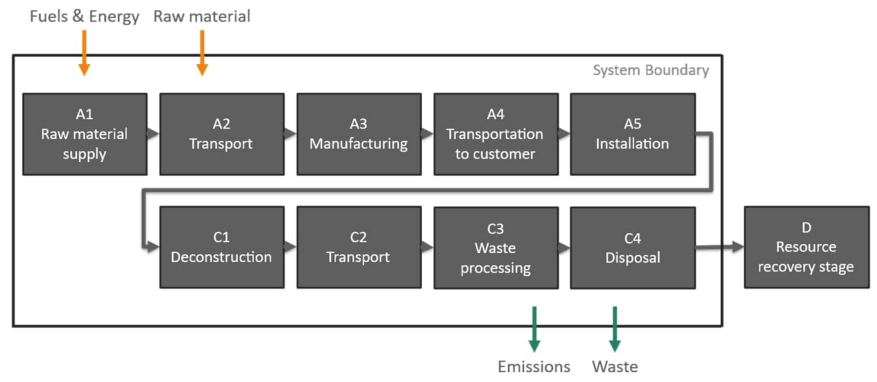 Fuels & Energy
Raw material
System Boundary
A1
Raw material
supply
A2
Transport
A3
Manufacturing
A4
Transportation
to customer
A5
Installation
C1
Deconstruction
C2
Transport
C3
Waste
processing
C4
Disposal
D
Resource
recovery stage
Emissions
Waste